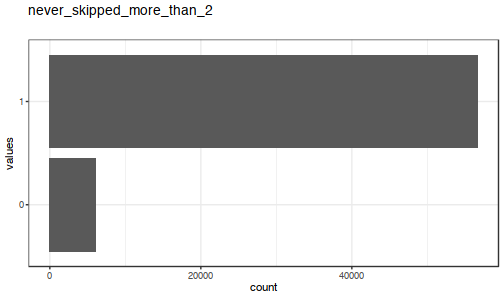 never_skipped_more_than_2
values
1
0
0
20000
40000
count